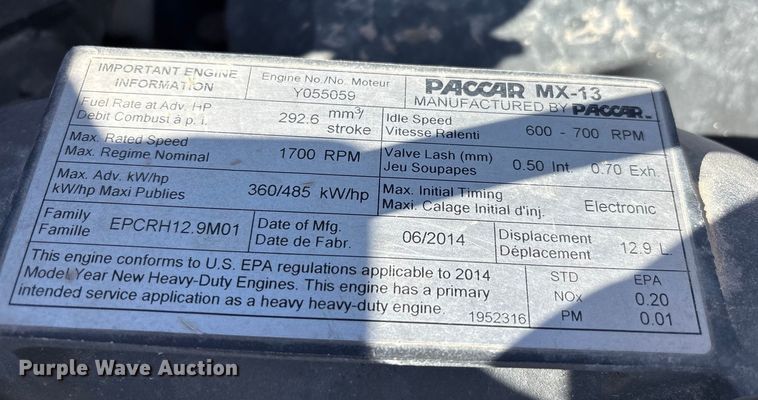 IMPORTANT ENGINE
INFORMATION
Engine No./No. Moteur
Y055059
PACCAR MX-13
MANUFACTURED BY PACCAR INC
Fuel Rate at Adv. HP
Debit Combust à p. i.
292.6 mm³/
stroke
Idle Speed
Vitesse Ralenti
600 - 700 RPM
Max. Rated Speed
Max. Regime Nominal
1700 RPM
Valve Lash (mm)
Jeu Soupapes
0.50 Int. 0.70 Exh.
Max. Adv. kW/hp
kW/hp Maxi Publies
360/485 kW/hp
Max. Initial Timing
Maxi. Calage Initial d'inj.
Electronic
Family
Famille
EPCRH12.9M01
Date of Mfg.
Date de Fabr.
06/2014
Displacement
Déplacement
12.9 L.
This engine conforms to U.S. EPA regulations applicable to 2014
Model Year New Heavy-Duty Engines. This engine has a primary
intended service application as a heavy heavy-duty engine.
1952316
STD EPA
NOx 0.20
PM 0.01
Purple Wave Auction